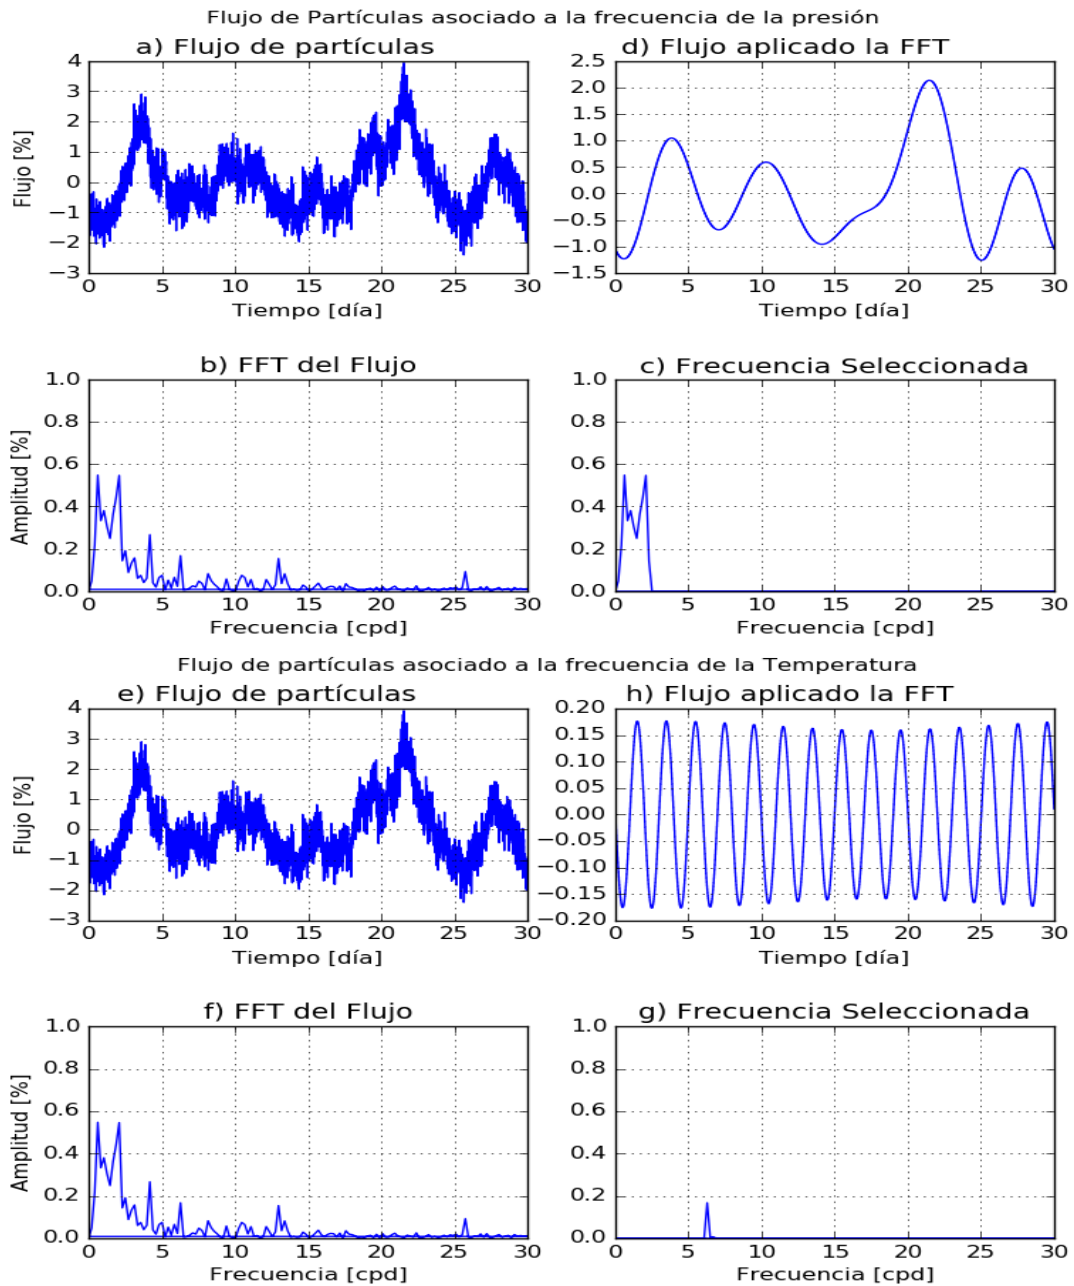 Flujo de Partículas asociado a la frecuencia de la presión
a) Flujo de partículas
Flujo [%]
4
3
2
1
0
−1
−2
−3
0 5 10 15 20 25 30
Tiempo [día]
d) Flujo aplicado la FFT
2.5
2.0
1.5
1.0
0.5
0.0
−0.5
−1.0
−1.5
0 5 10 15 20 25 30
Tiempo [día]
b) FFT del Flujo
Amplitud [%]
1.0
0.8
0.6
0.4
0.2
0.0
0 5 10 15 20 25 30
Frecuencia [cpd]
c) Frecuencia Seleccionada
1.0
0.8
0.6
0.4
0.2
0.0
0 5 10 15 20 25 30
Frecuencia [cpd]
Flujo de partículas asociado a la frecuencia de la Temperatura
e) Flujo de partículas
Flujo [%]
4
3
2
1
0
−1
−2
−3
0 5 10 15 20 25 30
Tiempo [día]
h) Flujo aplicado la FFT
0.20
0.15
0.10
0.05
0.00
−0.05
−0.10
−0.15
−0.20
0 5 10 15 20 25 30
Tiempo [día]
f) FFT del Flujo
Amplitud [%]
1.0
0.8
0.6
0.4
0.2
0.0
0 5 10 15 20 25 30
Frecuencia [cpd]
g) Frecuencia Seleccionada
1.0
0.8
0.6
0.4
0.2
0.0
0 5 10 15 20 25 30
Frecuencia [cpd]